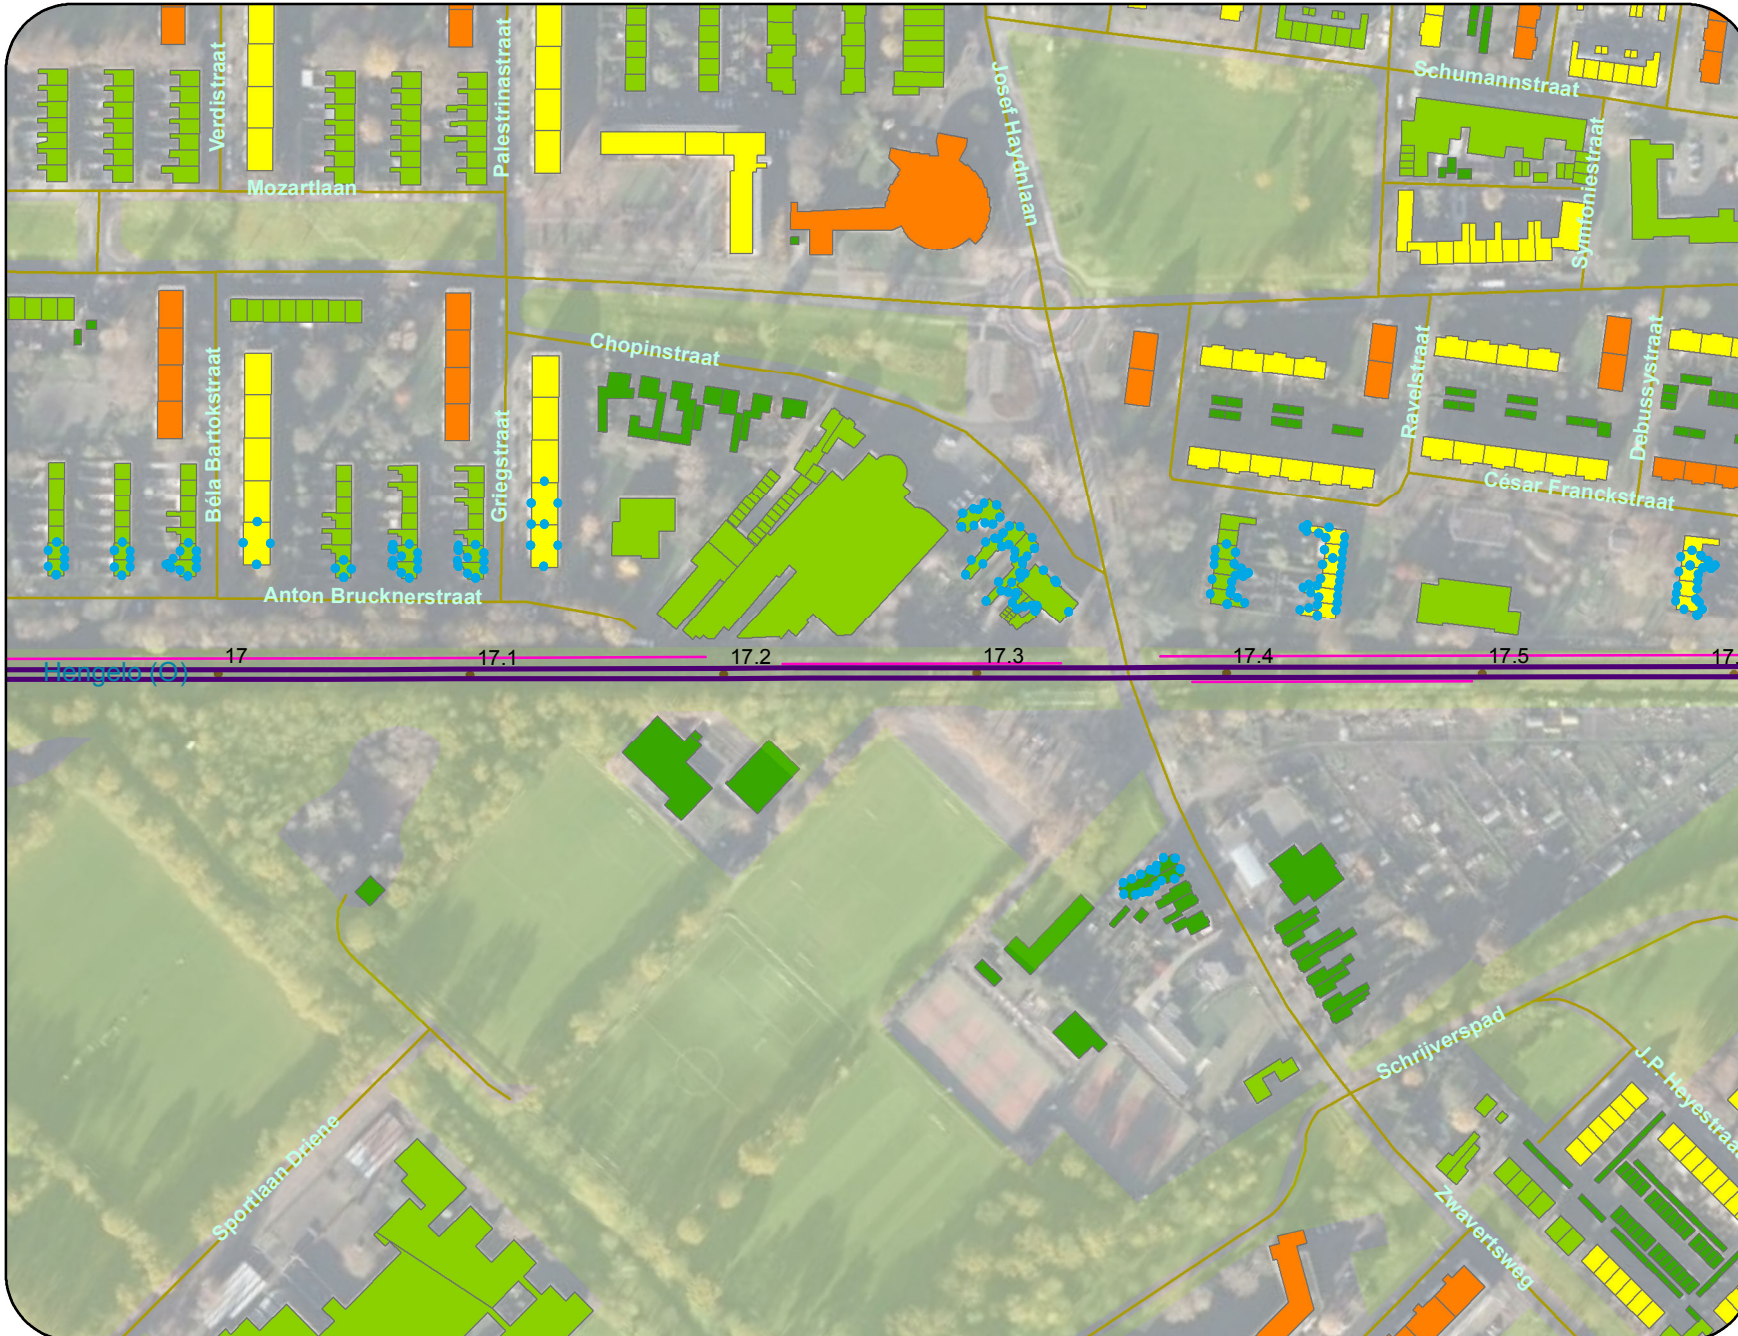 Verdistraat
Palestrinastraat
Josef Haydnlaan
Schumannstraat
Symfoniestraat
Mozartlaan
Chopinstraat
Béla Bartokstraat
Griegstraat
Ravelstraat
Debussystraat
César Franckstraat
Anton Brucknerstraat
17
17.1
17.2
17.3
17.4
17.5
17.
Hengelo (O)
Schrijverspad
J.P. Heyestraat
Sportlaan Driene
Zwavertsweg